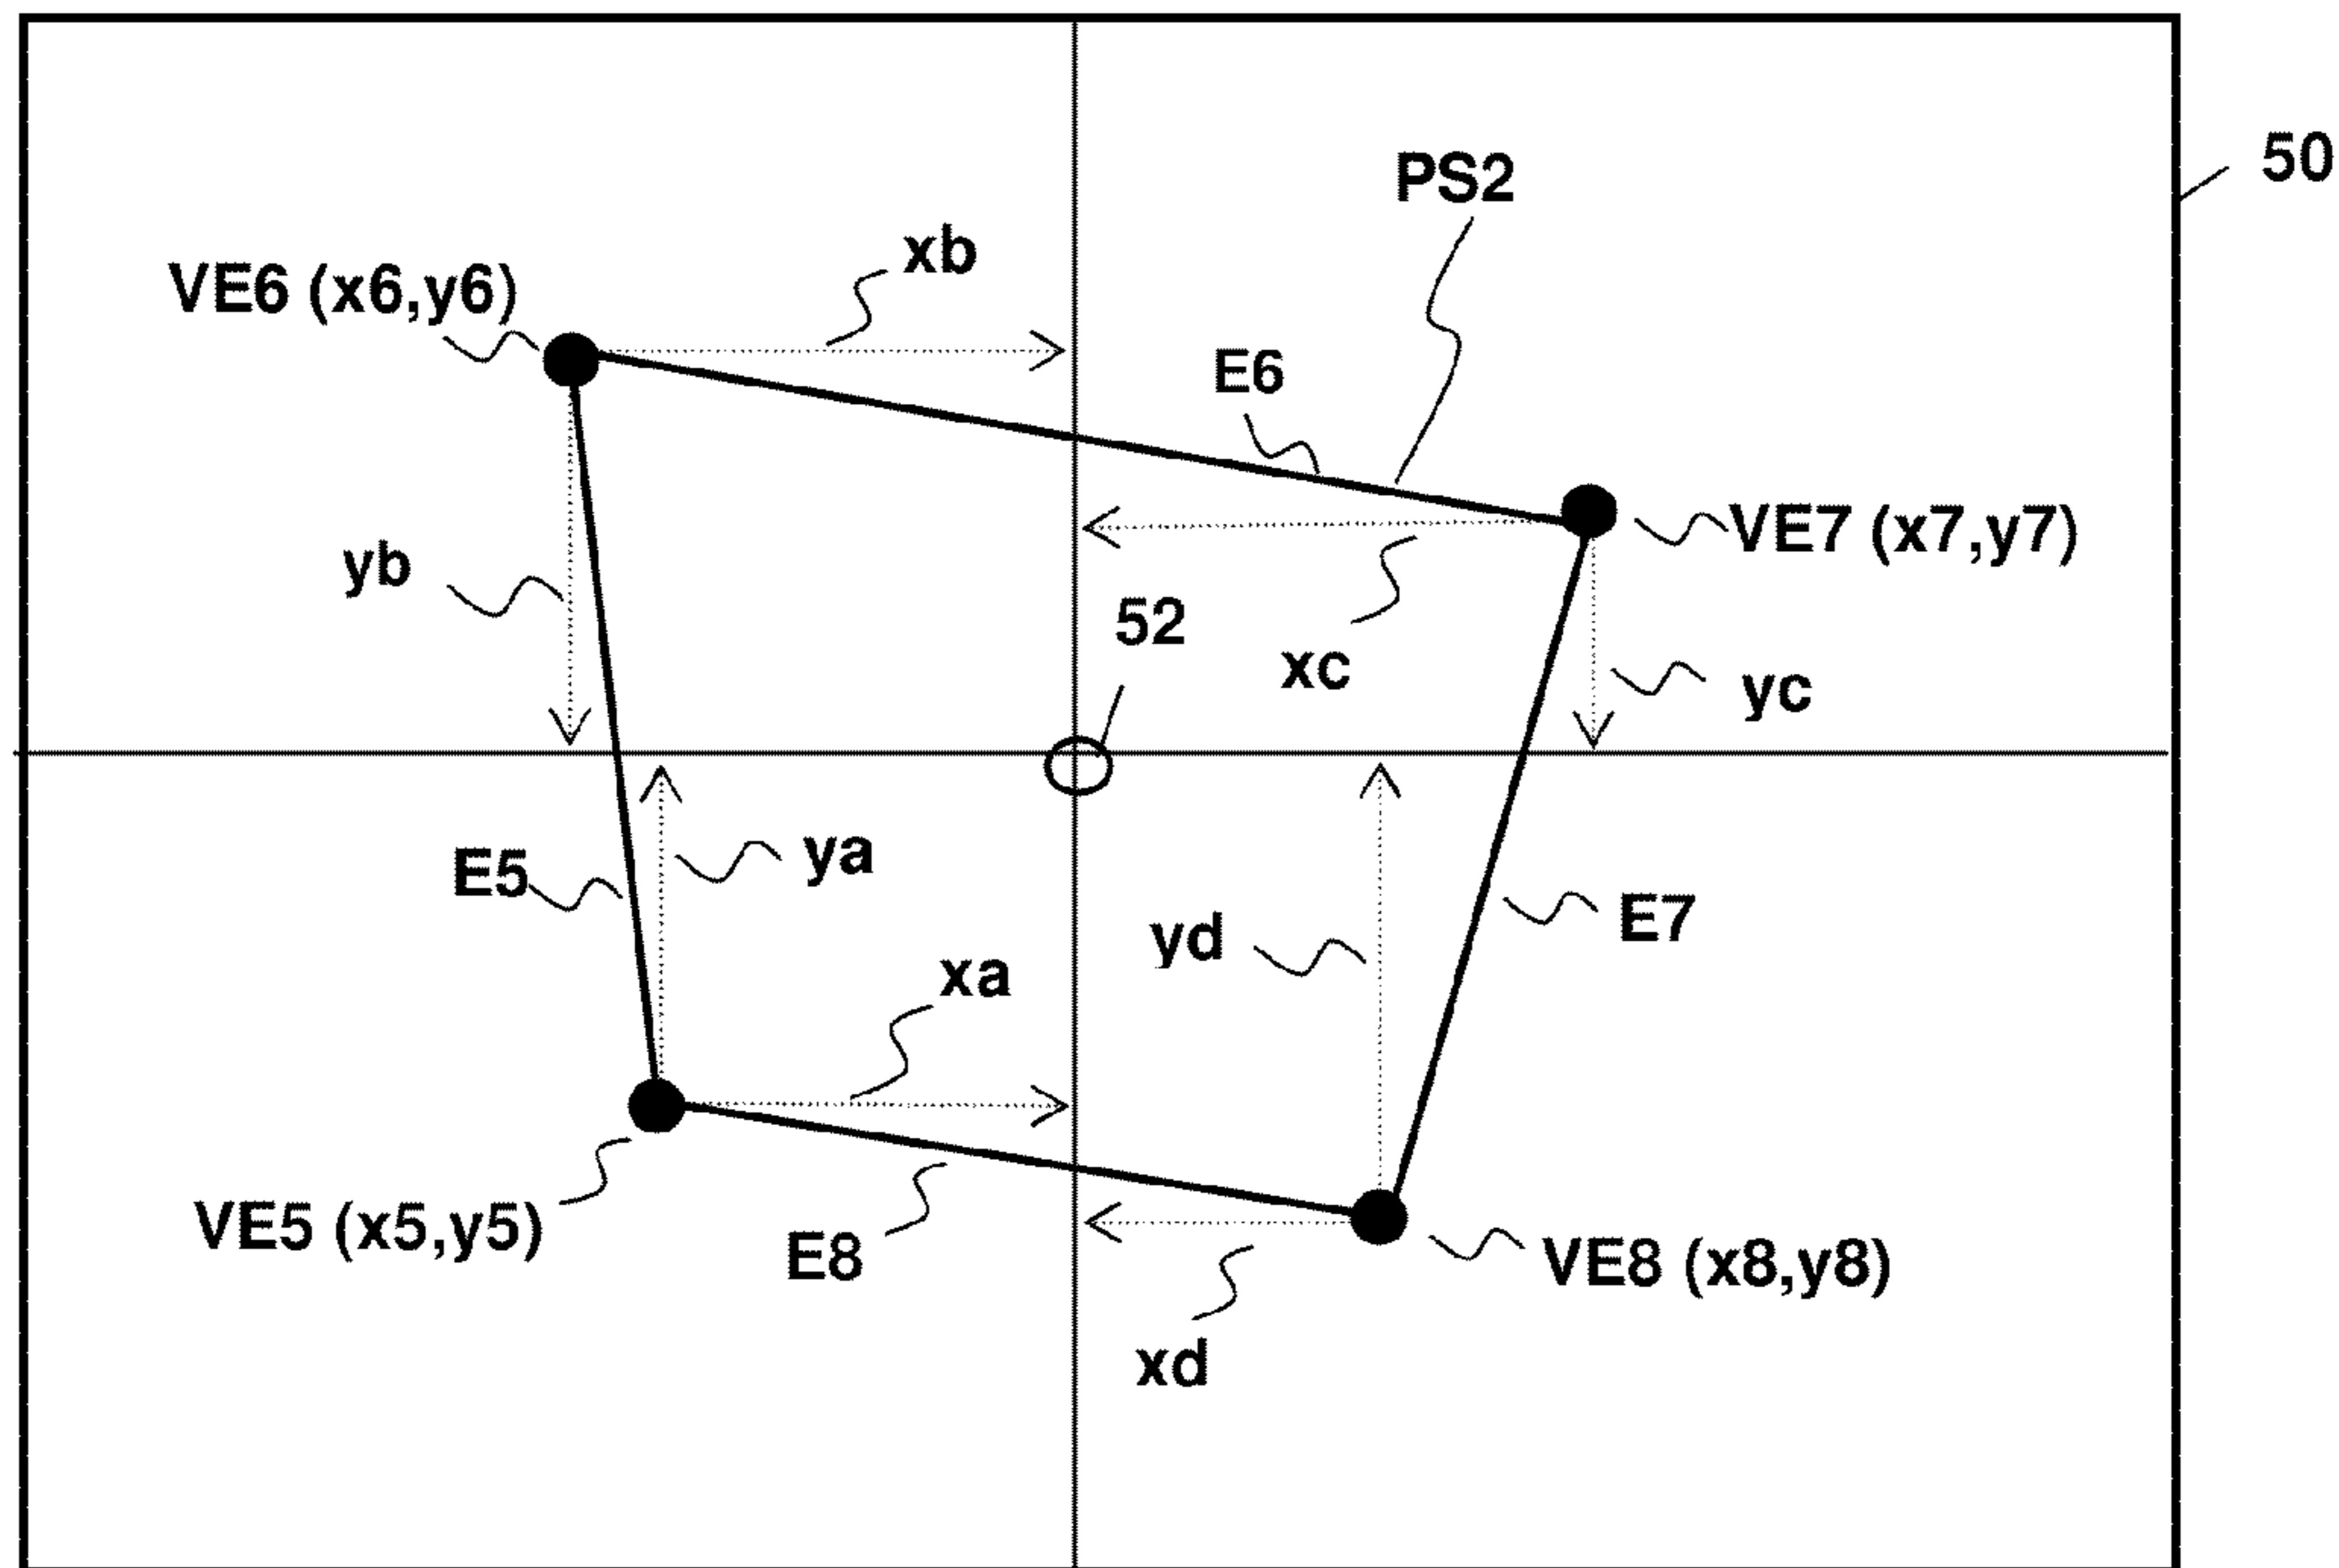 50
PS2
xb
VE6 (x6,y6)
E6
VE7 (x7,y7)
yb
52
xc
yc
E5
ya
E7
yd
xa
VE5 (x5,y5)
E8
VE8 (x8,y8)
xd